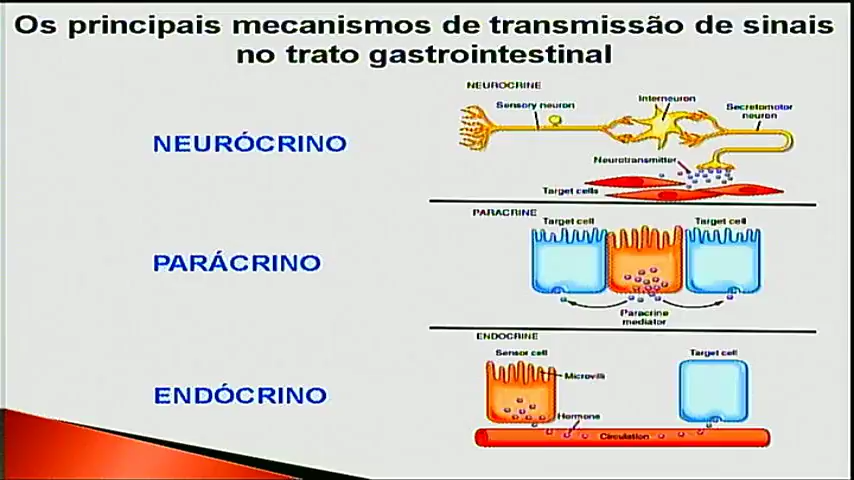 Os principais mecanismos de transmissão de sinais
no trato gastrointestinal
NEURÓCRINO
NEUROCRINE
Sensory neuron
Interneuron
Secretomotor
neuron
Neurotransmitter
Target cells
PARÁCRINO
PARACRINE
Target cell
Target cell
Paracrine
mediator
ENDÓCRINO
ENDOCRINE
Sensor cell
Target cell
Microvilli
Hormone
Circulation